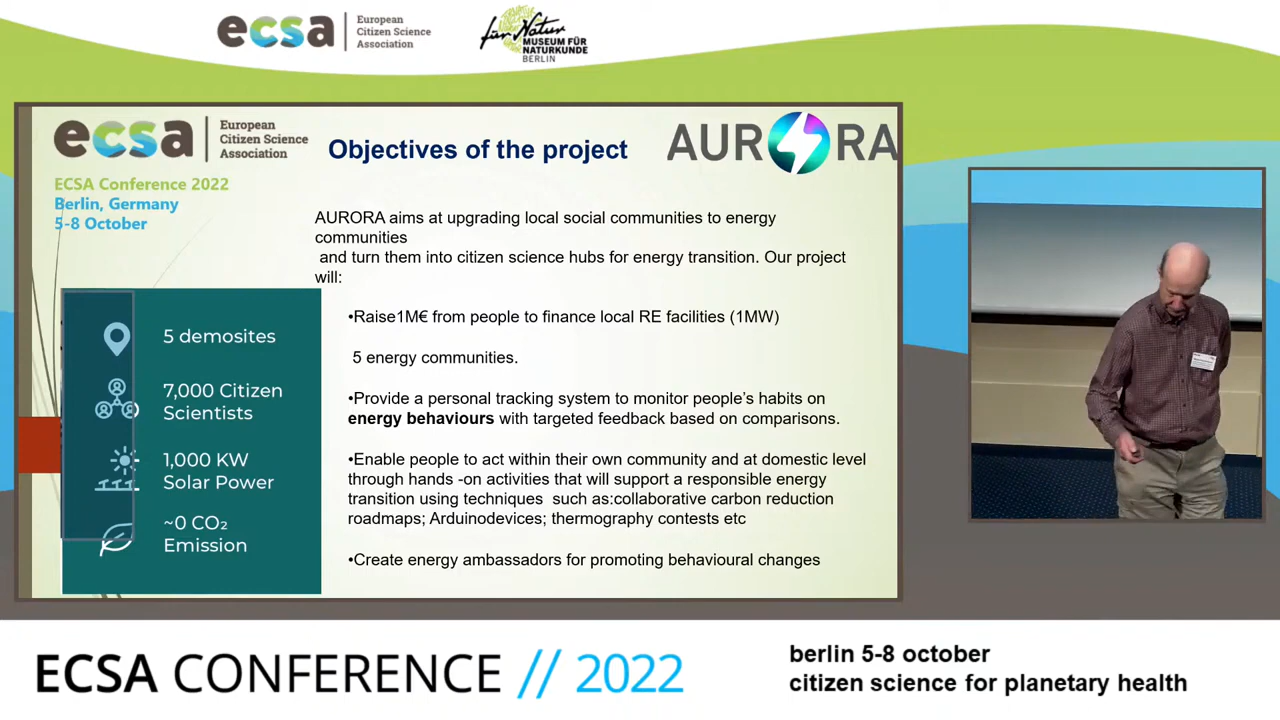 ecsa
European
Citizen Science
Association
für Natur
MUSEUM FÜR
NATURKUNDE
BERLIN
ecsa
European
Citizen Science
Association
Objectives of the project
AURORA
ECSA Conference 2022
Berlin, Germany
5-8 October
AURORA aims at upgrading local social communities to energy
communities
and turn them into citizen science hubs for energy transition. Our project
will:
•Raise1M€ from people to finance local RE facilities (1MW)
5 energy communities.
•Provide a personal tracking system to monitor people's habits on
energy behaviours with targeted feedback based on comparisons.
•Enable people to act within their own community and at domestic level
through hands -on activities that will support a responsible energy
transition using techniques such as:collaborative carbon reduction
roadmaps; Arduinodevices; thermography contests etc
•Create energy ambassadors for promoting behavioural changes
5 demosites
7,000 Citizen
Scientists
1,000 KW
Solar Power
~0 CO₂
Emission
ECSA CONFERENCE // 2022
berlin 5-8 october
citizen science for planetary health